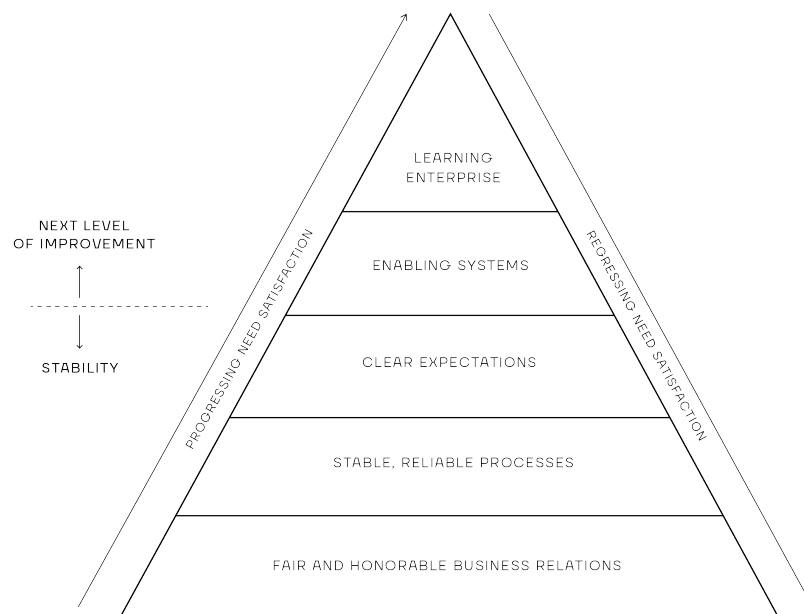 LEARNING
ENTERPRISE
NEXT LEVEL
OF IMPROVEMENT
ENABLING SYSTEMS
PROGRESSING NEED SATISFACTION
REGRESSING NEED SATISFACTION
STABILITY
CLEAR EXPECTATIONS
STABLE, RELIABLE PROCESSES
FAIR AND HONORABLE BUSINESS RELATIONS